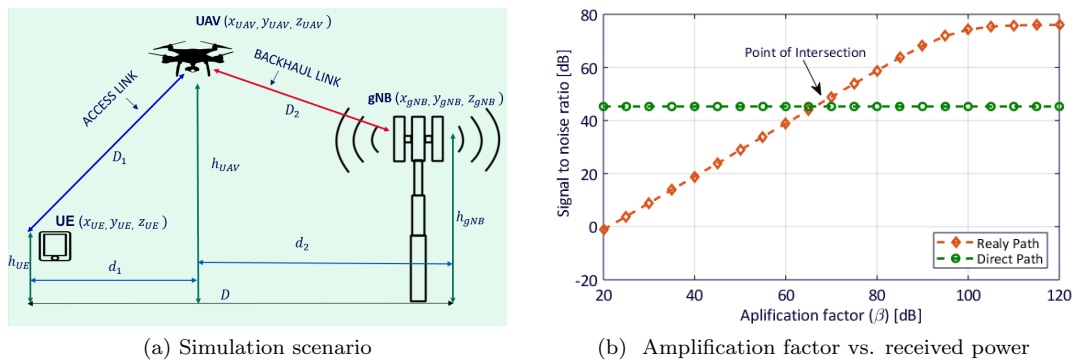 UAV (x_UAV, y_UAV, z_UAV)
BACKHAUL LINK
ACCESS LINK
D_2
gNB (x_gNB, y_gNB, z_gNB)
D_1
h_UAV
h_gNB
UE (x_UE, y_UE, z_UE)
h_UE
d_1
d_2
D
(a) Simulation scenario
Signal to noise ratio [dB]
80
60
40
20
0
-20
Point of Intersection
Realy Path
Direct Path
20
40
60
80
100
120
Aplification factor (β) [dB]
(b) Amplification factor vs. received power